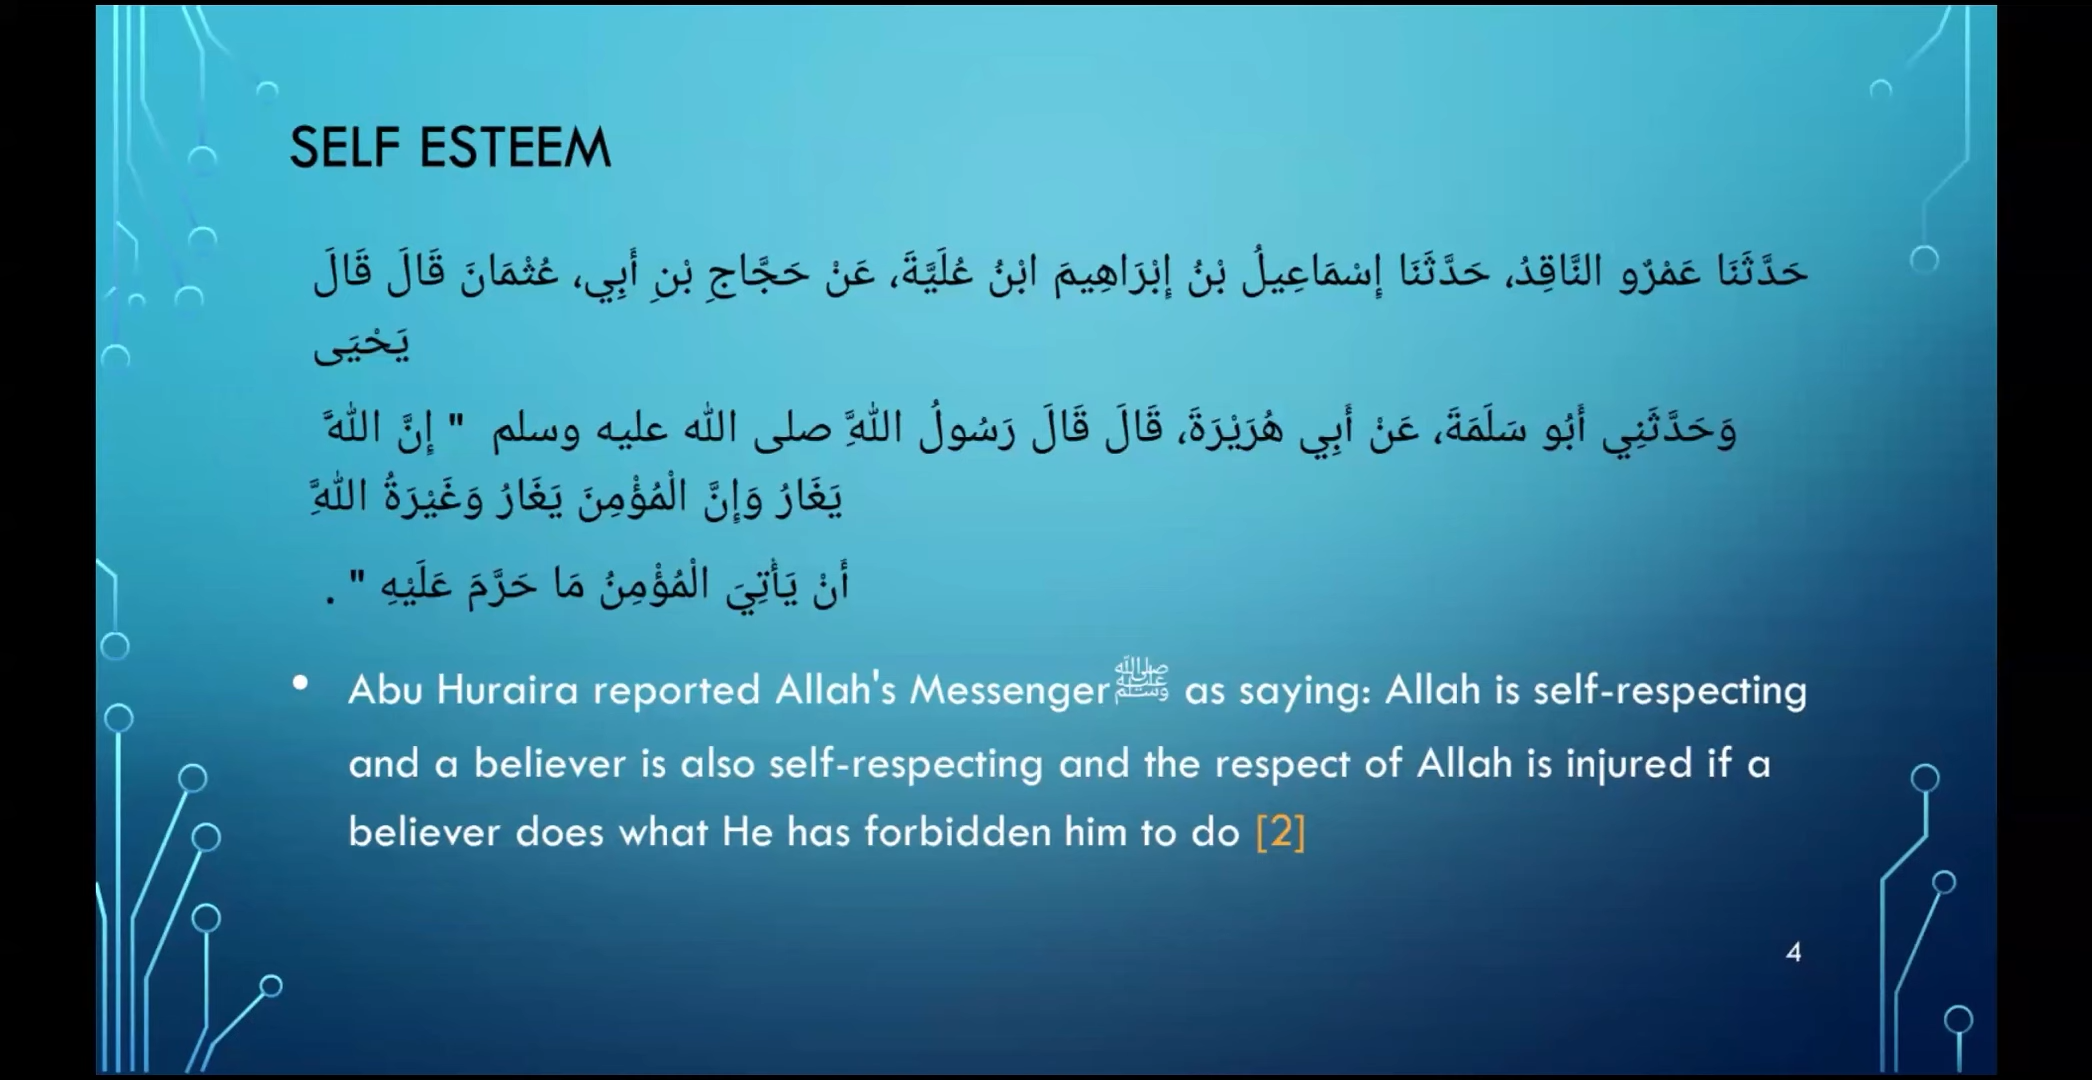 SELF ESTEEM
حَدَّثَنَا عَمْرٌو النَّاقِدُ، حَدَّثَنَا إِسْمَاعِيلُ بْنُ إِبْرَاهِيمَ ابْنُ عُلَيَّةَ، عَنْ حَجَّاجِ بْنِ أَبِي، عُثْمَانَ قَالَ قَالَ
يَحْيَى
وَحَدَّثَنِي أَبُو سَلَمَةَ، عَنْ أَبِي هُرَيْرَةَ، قَالَ قَالَ رَسُولُ اللَّهِ صلى الله عليه وسلم " إِنَّ اللَّهَ
يَغَارُ وَإِنَّ الْمُؤْمِنَ يَغَارُ وَغَيْرَةُ اللَّهِ
أَنْ يَأْتِيَ الْمُؤْمِنُ مَا حَرَّمَ عَلَيْهِ " .
• Abu Huraira reported Allah's Messengerﷺ as saying: Allah is self-respecting
and a believer is also self-respecting and the respect of Allah is injured if a
believer does what He has forbidden him to do [2]
4